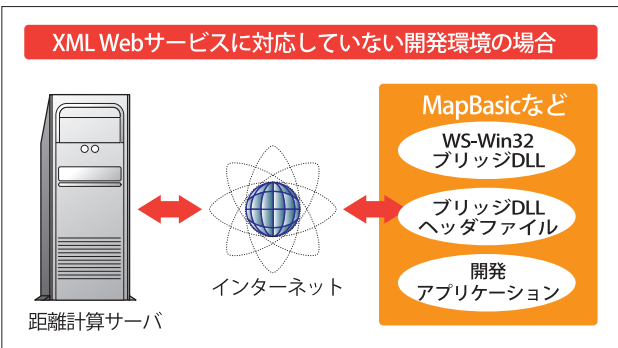 XML Webサービスに対応していない開発環境の場合
MapBasicなど
WS-Win32
ブリッジDLL
ブリッジDLL
ヘッダファイル
開発
アプリケーション
インターネット
距離計算サーバ